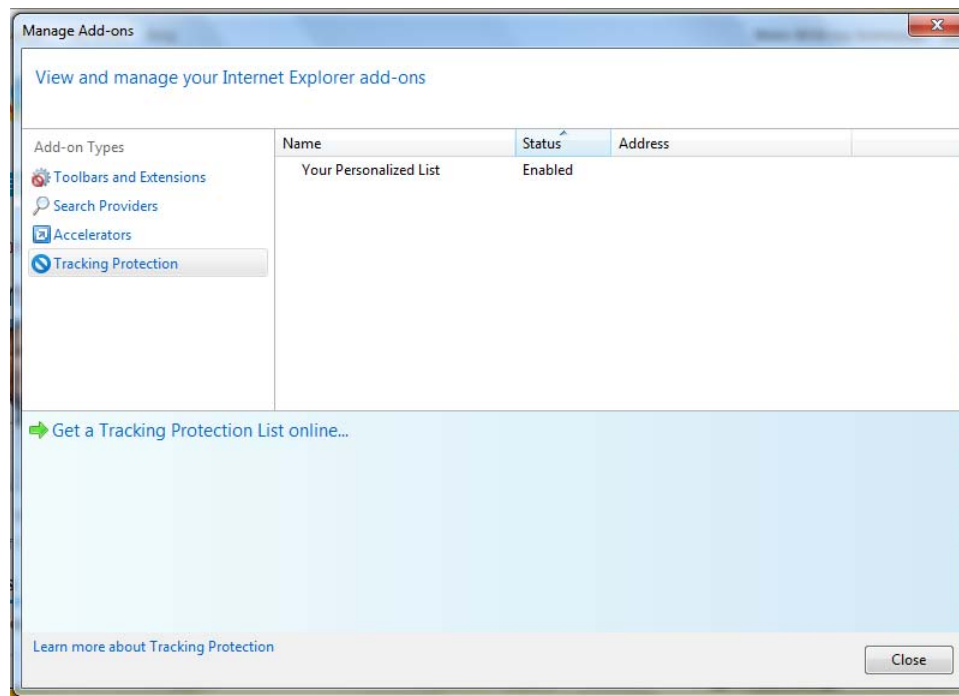 Manage Add-ons
View and manage your Internet Explorer add-ons
Add-on Types
Toolbars and Extensions
Search Providers
Accelerators
Tracking Protection
Name Status Address
Your Personalized List Enabled
Get a Tracking Protection List online...
Learn more about Tracking Protection
Close